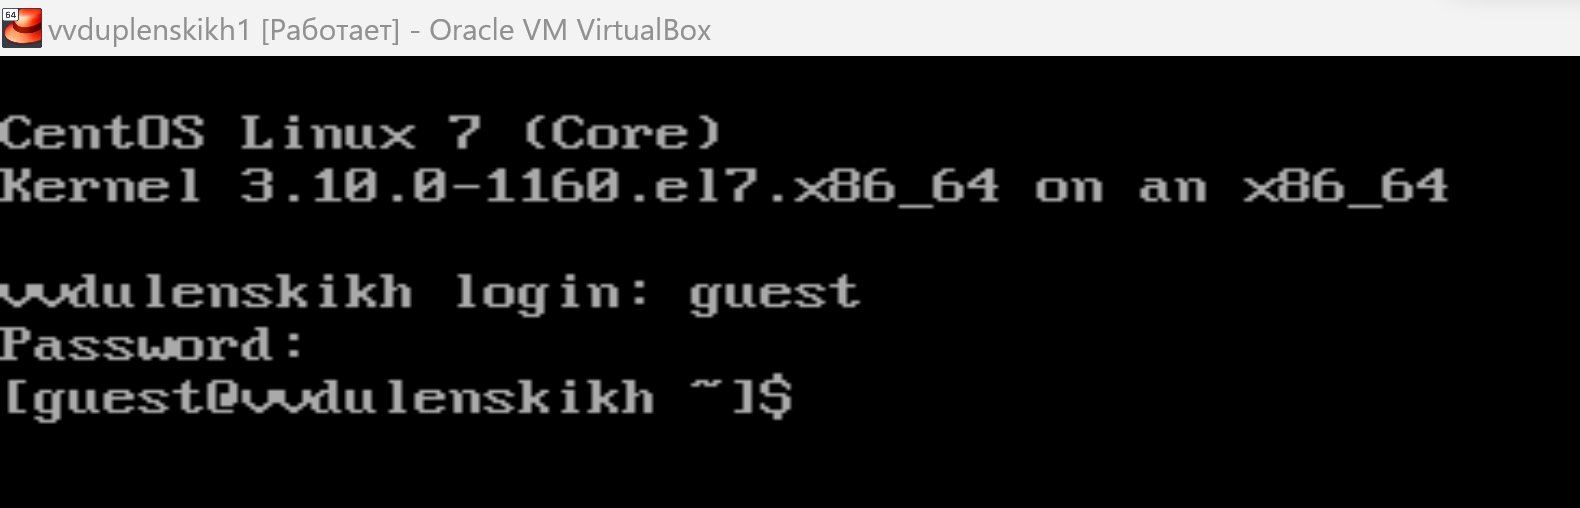 64
vvduplenskikh1 [Работает] - Oracle VM VirtualBox
CentOS Linux 7 (Core)
Kernel 3.10.0-1160.el7.x86_64 on an x86_64
vvdulenskikh login: guest
Password:
[guest@vvdulenskikh ~]$